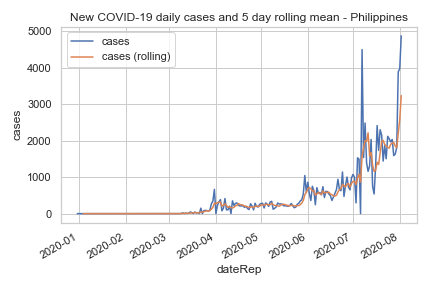 New COVID-19 daily cases and 5 day rolling mean - Philippines
cases
cases (rolling)
5000
4000
3000
2000
1000
0
cases
2020-01
2020-02
2020-03
2020-04
2020-05
2020-06
2020-07
2020-08
dateRep